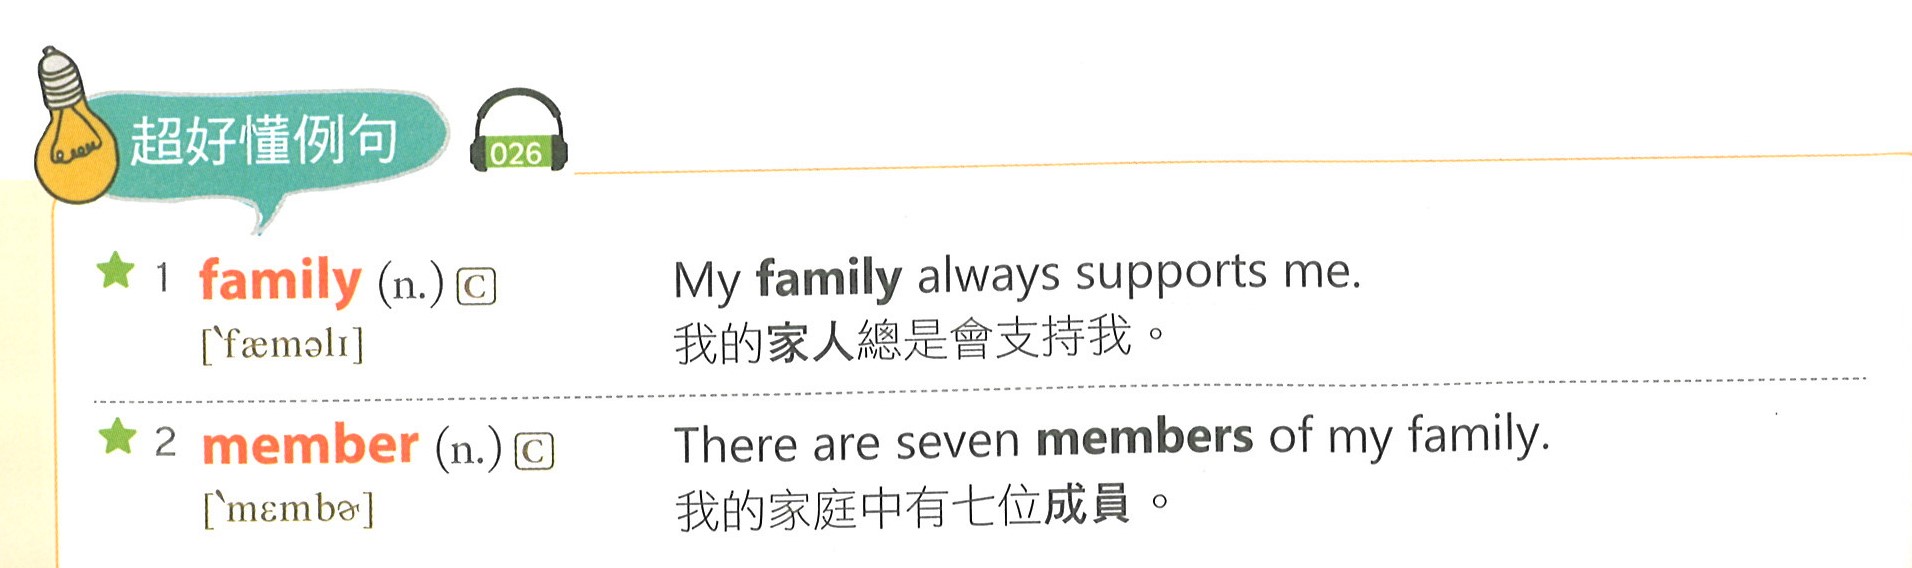 超好懂例句 026
★ 1 family (n.) C
[ˋfæməlɪ]
My family always supports me.
我的家人總是會支持我。
★ 2 member (n.) C
[ˋmɛmbɚ]
There are seven members of my family.
我的家庭中有七位成員。